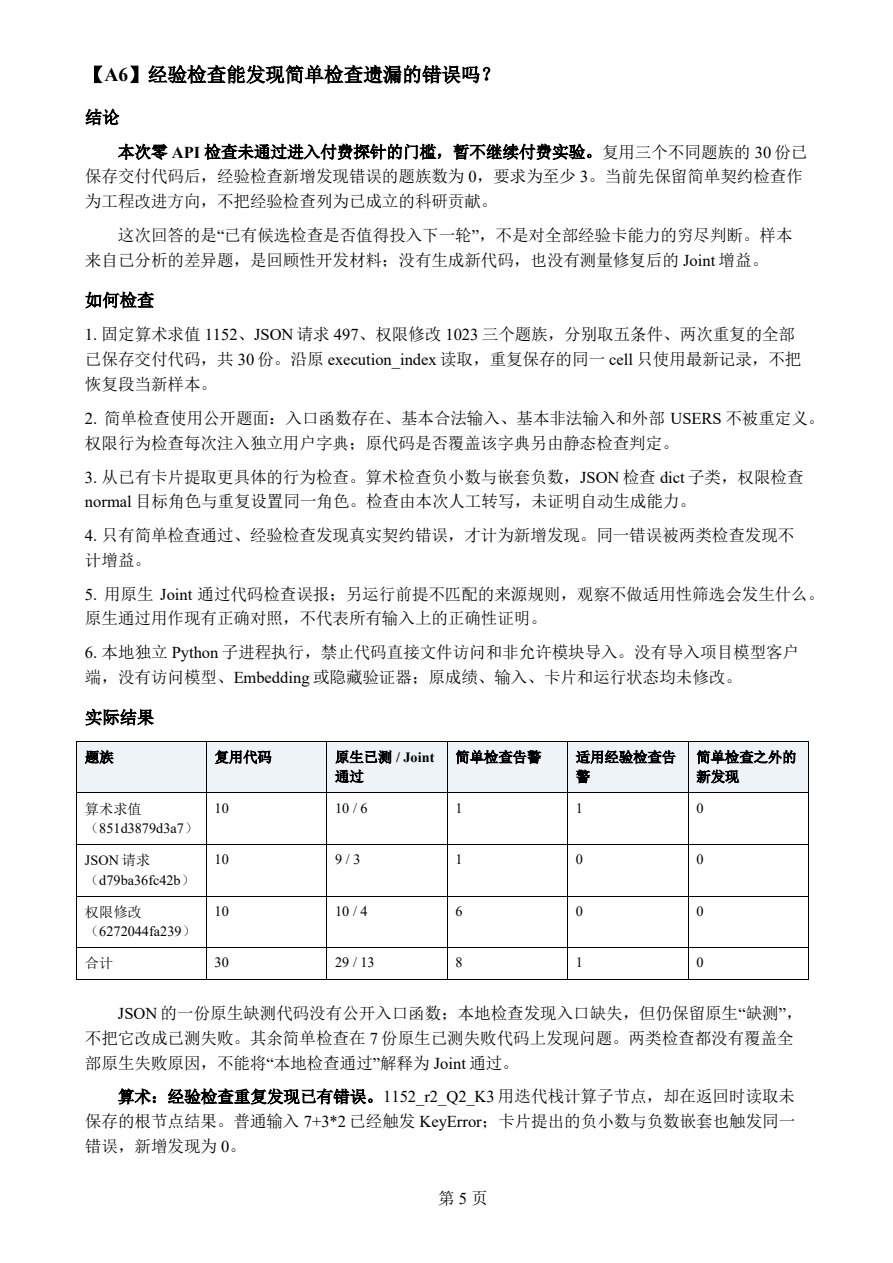 【A6】经验检查能发现简单检查遗漏的错误吗？
结论
本次零 API 检查未通过进入付费探针的门槛，暂不继续付费实验。复用三个不同题族的 30 份已
保存交付代码后，经验检查新增发现错误的题族数为 0，要求为至少 3。当前先保留简单契约检查作
为工程改进方向，不把经验检查列为已成立的科研贡献。
这次回答的是“已有候选检查是否值得投入下一轮”，不是对全部经验卡能力的穷尽判断。样本
来自已分析的差异题，是回顾性开发材料；没有生成新代码，也没有测量修复后的 Joint 增益。
如何检查
1. 固定算术求值 1152、JSON 请求 497、权限修改 1023 三个题族，分别取五条件、两次重复的全部
已保存交付代码，共 30 份。沿原 execution_index 读取，重复保存的同一 cell 只使用最新记录，不把
恢复段当新样本。
2. 简单检查使用公开题面：入口函数存在、基本合法输入、基本非法输入和外部 USERS 不被重定义。
权限行为检查每次注入独立用户字典；原代码是否覆盖该字典另由静态检查判定。
3. 从已有卡片提取更具体的行为检查。算术检查负小数与嵌套负数，JSON 检查 dict 子类，权限检查
normal 目标角色与重复设置同一角色。检查由本次人工转写，未证明自动生成能力。
4. 只有简单检查通过、经验检查发现真实契约错误，才计为新增发现。同一错误被两类检查发现不
计增益。
5. 用原生 Joint 通过代码检查误报；另运行前提不匹配的来源规则，观察不做适用性筛选会发生什么。
原生通过用作现有正确对照，不代表所有输入上的正确性证明。
6. 本地独立 Python 子进程执行，禁止代码直接文件访问和非允许模块导入。没有导入项目模型客户
端，没有访问模型、Embedding 或隐藏验证器；原成绩、输入、卡片和运行状态均未修改。
实际结果
题族 复用代码 原生已测 / Joint 通过 简单检查告警 适用经验检查告警 简单检查之外的新发现
算术求值（851d3879d3a7） 10 10 / 6 1 1 0
JSON 请求（d79ba36fc42b） 10 9 / 3 1 0 0
权限修改（6272044fa239） 10 10 / 4 6 0 0
合计 30 29 / 13 8 1 0
JSON 的一份原生缺测代码没有公开入口函数；本地检查发现入口缺失，但仍保留原生“缺测”，
不把它改成已测失败。其余简单检查在 7 份原生已测失败代码上发现问题。两类检查都没有覆盖全
部原生失败原因，不能将“本地检查通过”解释为 Joint 通过。
算术：经验检查重复发现已有错误。1152_r2_Q2_K3 用迭代栈计算子节点，却在返回时读取未
保存的根节点结果。普通输入 7+3*2 已经触发 KeyError；卡片提出的负小数与负数嵌套也触发同一
错误，新增发现为 0。
第 5 页